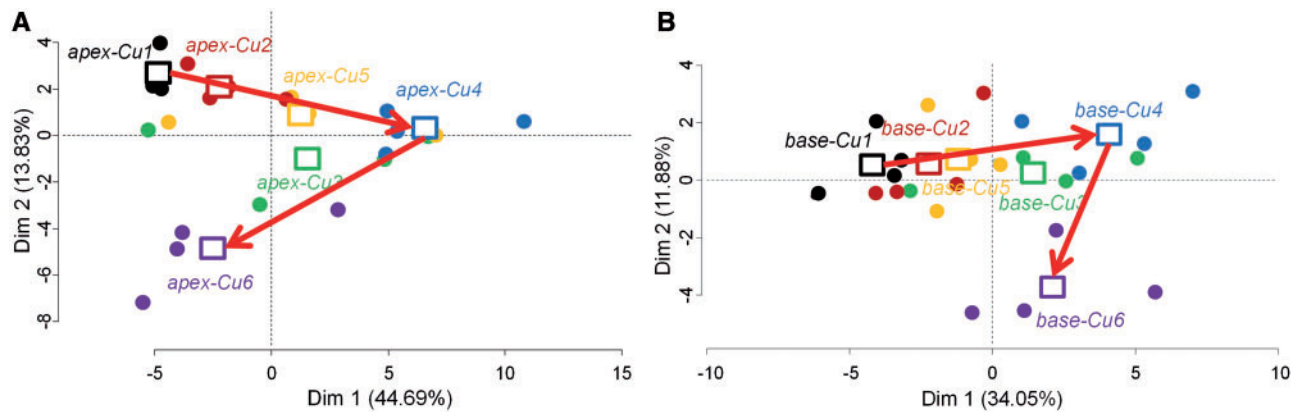 A
apex-Cu1
apex-Cu2
apex-Cu5
apex-Cu4
apex-Cu3
apex-Cu6
Dim 2 (13.83%)
4
2
0
-2
-4
-6
-8
-5
0
5
10
15
Dim 1 (44.69%)
B
base-Cu4
base-Cu1
base-Cu2
base-Cu5
base-Cu3
base-Cu6
Dim 2 (11.88%)
4
2
0
-2
-4
-10
-5
0
5
10
Dim 1 (34.05%)